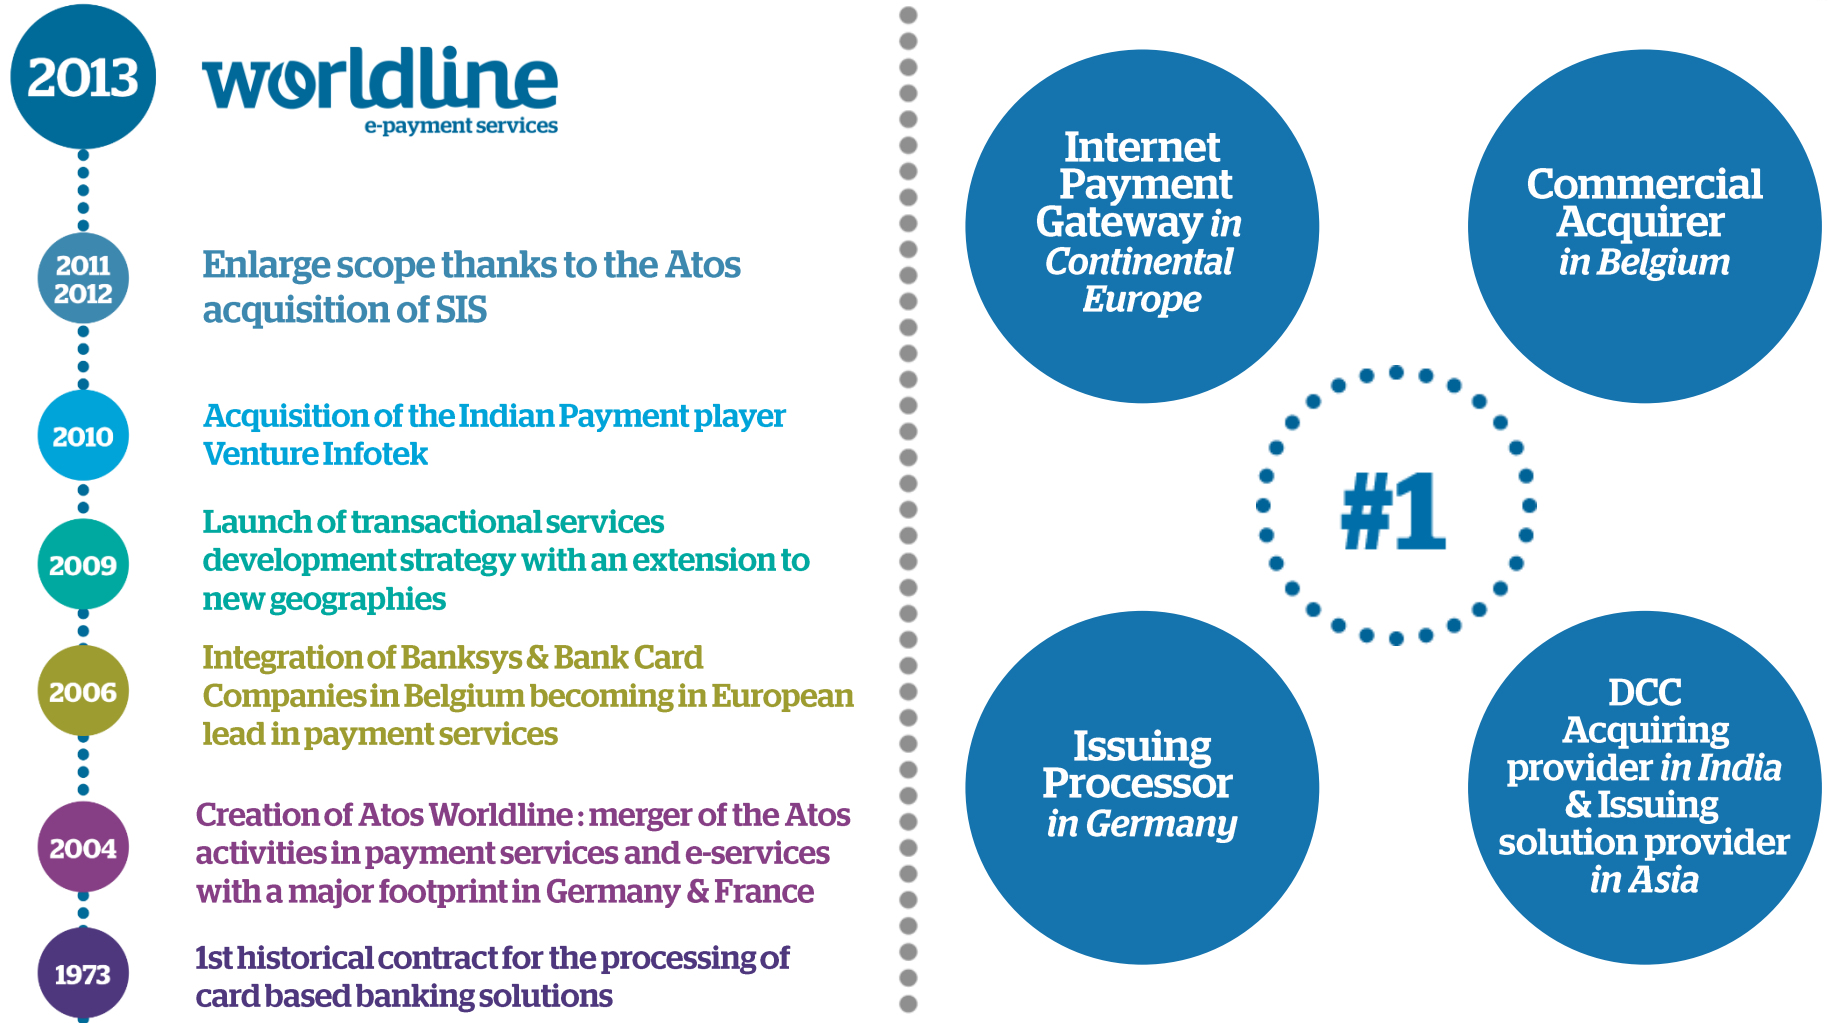 2013
worldline
e-payment services
2011
2012
Enlarge scope thanks to the Atos
acquisition of SIS
2010
Acquisition of the Indian Payment player
Venture Infotek
2009
Launch of transactional services
development strategy with an extension to
new geographies
2006
Integration of Banksys & Bank Card
Companies in Belgium becoming in European
lead in payment services
2004
Creation of Atos Worldline : merger of the Atos
activities in payment services and e-services
with a major footprint in Germany & France
1973
1st historical contract for the processing of
card based banking solutions
Internet
Payment
Gateway in
Continental
Europe
Commercial
Acquirer
in Belgium
#1
Issuing
Processor
in Germany
DCC
Acquiring
provider in India
& Issuing
solution provider
in Asia